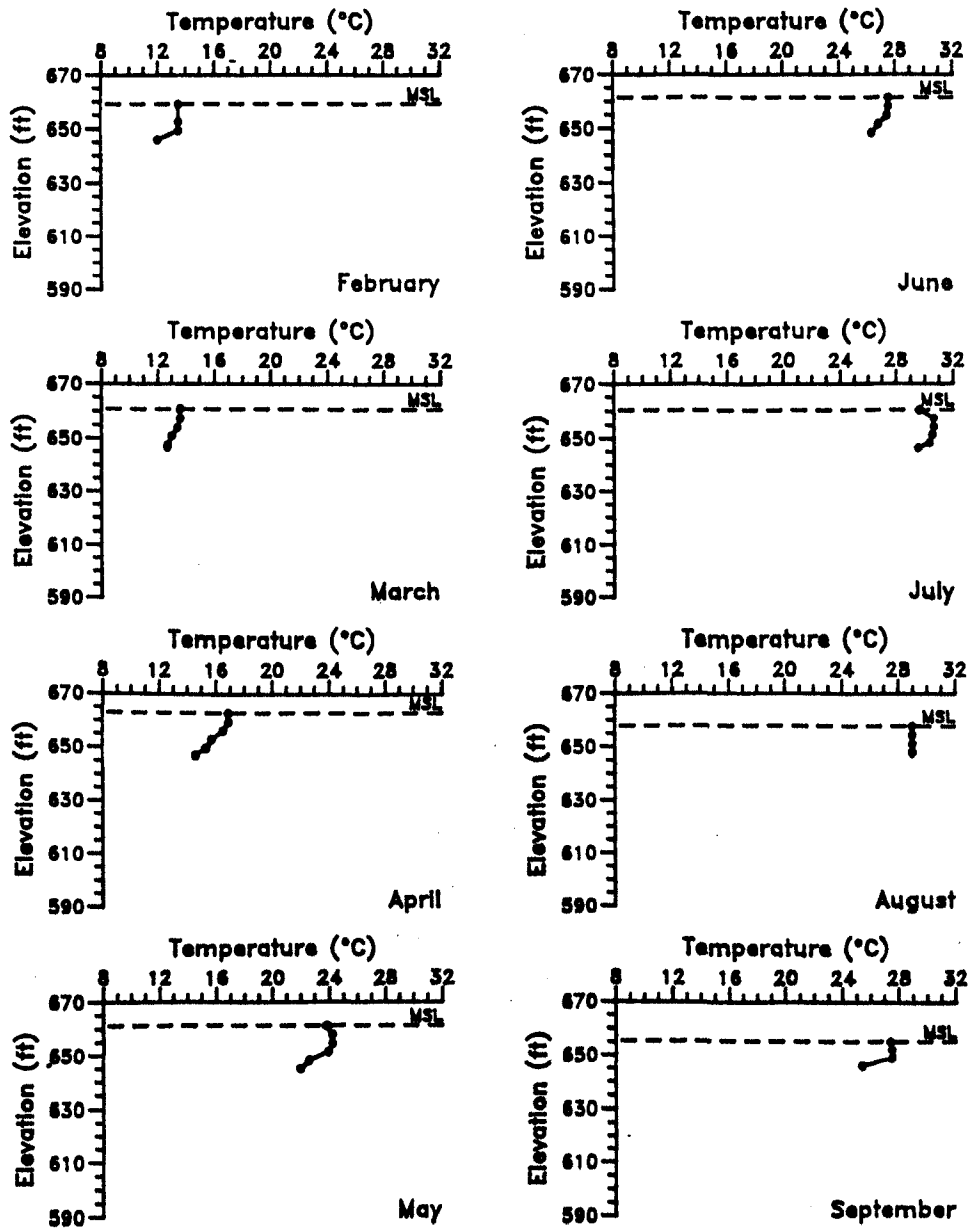 Temperature (°C)
8 12 16 20 24 28 32
670
650
630
610
590
Elevation (ft)
MSL
February
Temperature (°C)
8 12 16 20 24 28 32
670
650
630
610
590
Elevation (ft)
MSL
June
Temperature (°C)
8 12 16 20 24 28 32
670
650
630
610
590
Elevation (ft)
MSL
March
Temperature (°C)
8 12 16 20 24 28 32
670
650
630
610
590
Elevation (ft)
MSL
July
Temperature (°C)
8 12 16 20 24 28 32
670
650
630
610
590
Elevation (ft)
MSL
April
Temperature (°C)
8 12 16 20 24 28 32
670
650
630
610
590
Elevation (ft)
MSL
August
Temperature (°C)
8 12 16 20 24 28 32
670
650
630
610
590
Elevation (ft)
MSL
May
Temperature (°C)
8 12 16 20 24 28 32
670
650
630
610
590
Elevation (ft)
MSL
September